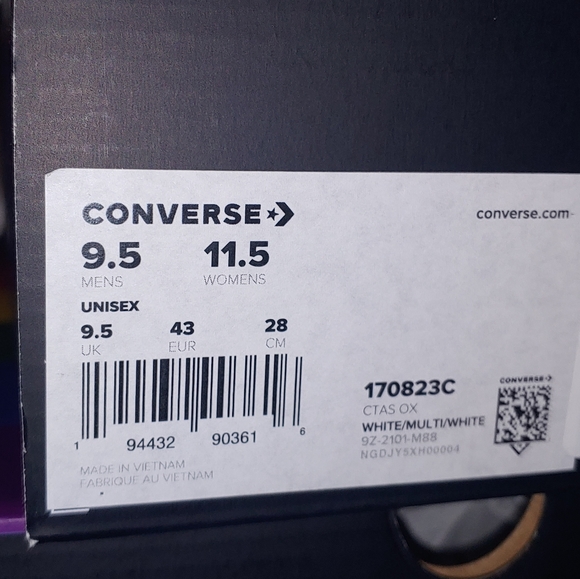 CONVERSE
converse.com
9.5 11.5
MENS WOMENS
UNISEX
9.5 43 28
UK EUR CM
1 94432 90361 6
MADE IN VIETNAM
FABRIQUE AU VIETNAM
170823C
CTAS OX
WHITE/MULTI/WHITE
9Z-2101-M88
NGDJY5XH00004
CONVERSE